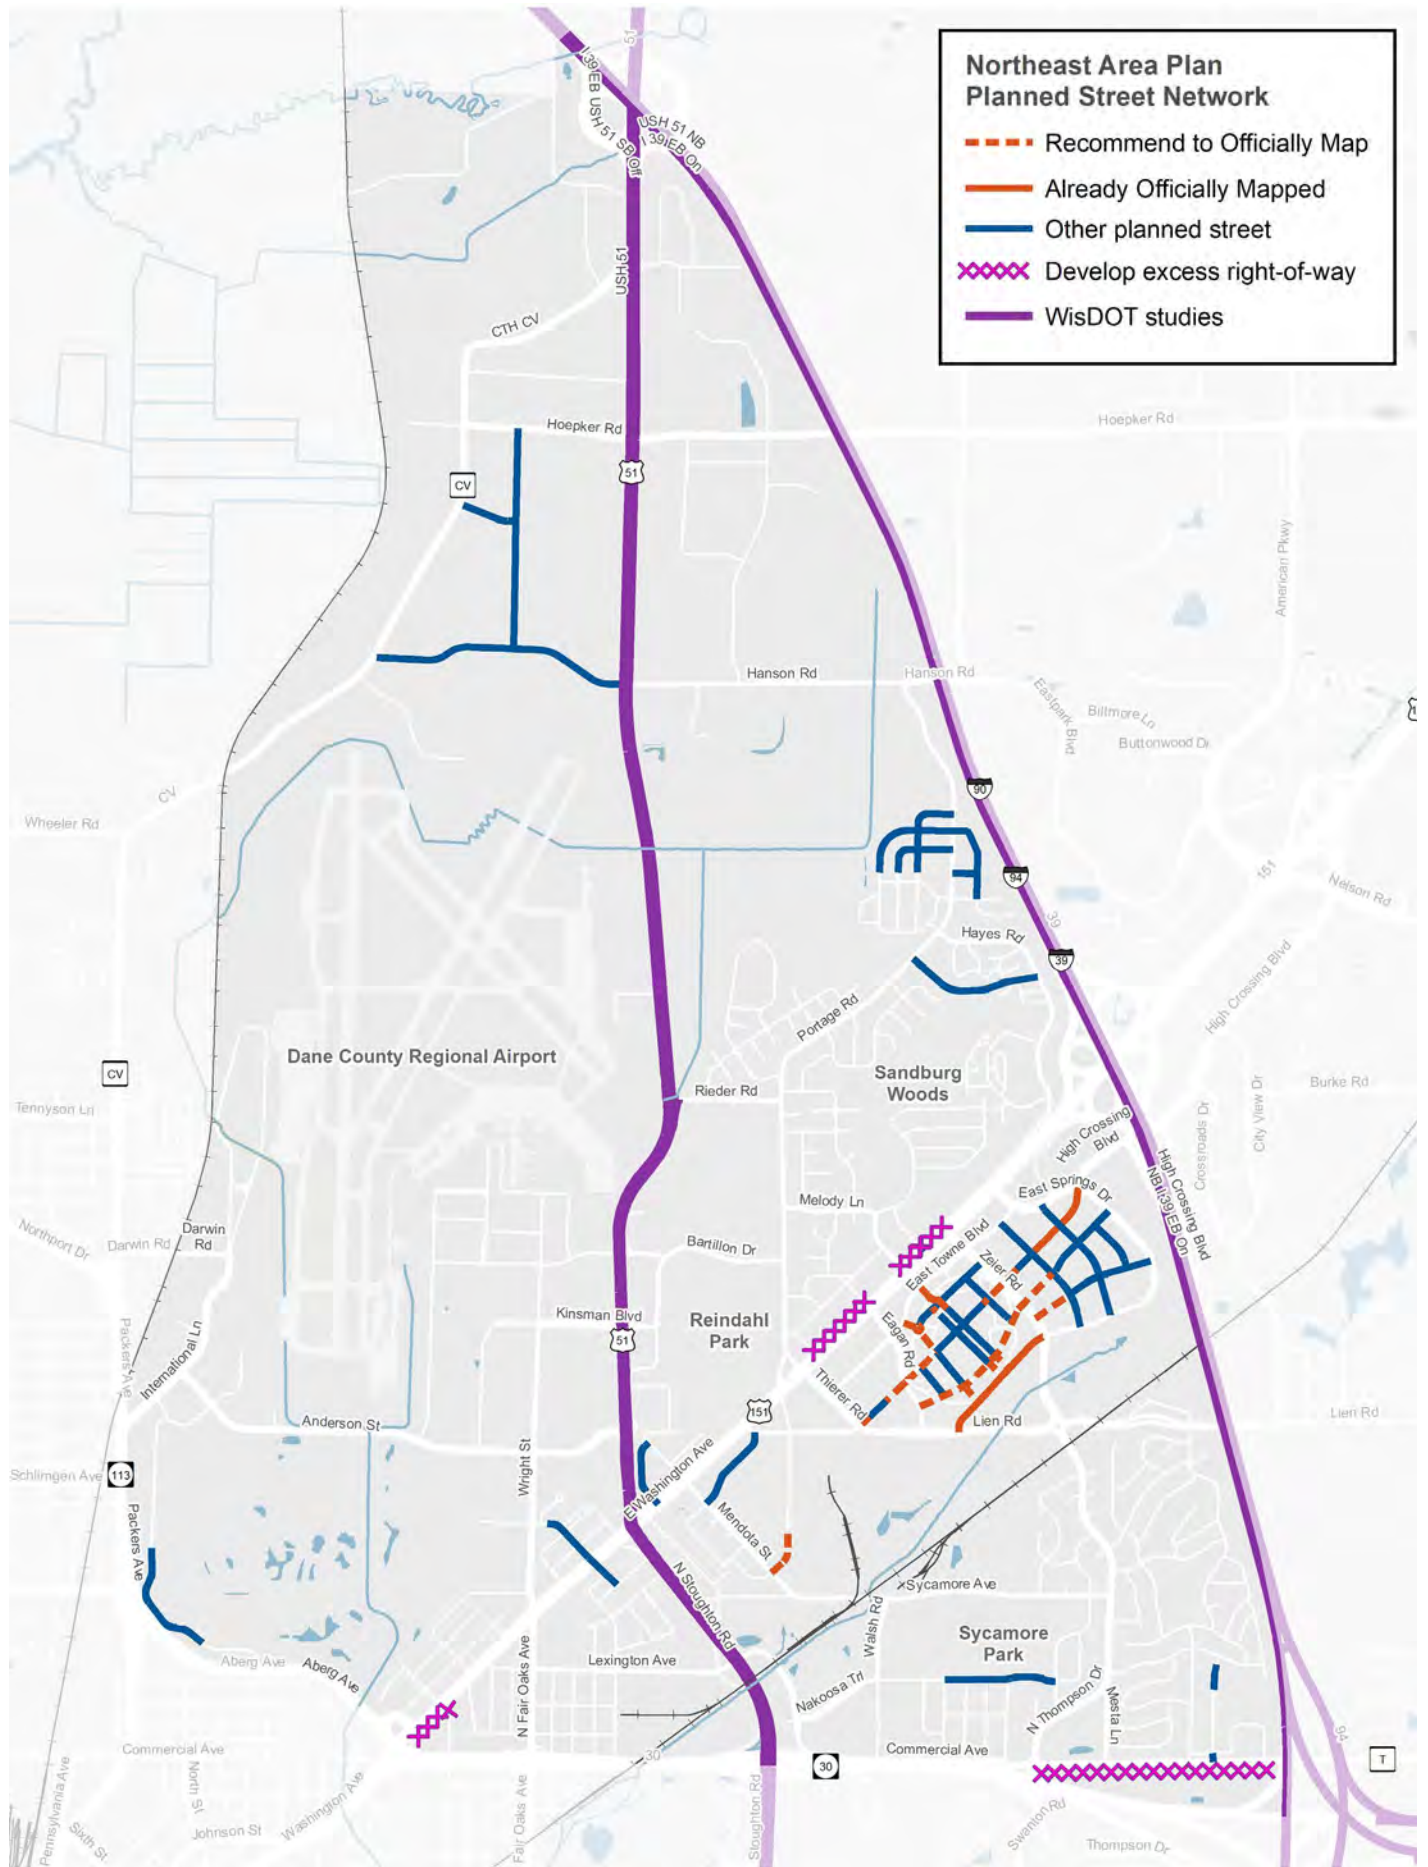 Northeast Area Plan
Planned Street Network
Recommend to Officially Map
Already Officially Mapped
Other planned street
Develop excess right-of-way
WisDOT studies
51
I 39 EB USH 51 SB Off
USH 51 NB
I 39 EB On
USH 51
CTH CV
Hoepker Rd
Hoepker Rd
51
CV
American Pkwy
Hanson Rd
Hanson Rd
Eastpark Blvd
Biltmore Ln
Buttonwood Dr
CV
90
Wheeler Rd
94
151
Nelson Rd
39
Hayes Rd
39
High Crossing Blvd
Portage Rd
Dane County Regional Airport
Sandburg
Woods
CV
Rieder Rd
Burke Rd
Tennyson Ln
City View Dr
Crossroads Dr
High Crossing
Blvd
High Crossing Blvd
NB I 39 EB On
East Springs Dr
Melody Ln
Northport Dr
Darwin Rd
Darwin
Rd
Bartillon Dr
East Towne Blvd
Zeier Rd
Kinsman Blvd
51
Reindahl
Park
Eagan Rd
Packers Ave
International Ln
Thierer Rd
151
Anderson St
Lien Rd
Lien Rd
Schlimgen Ave
113
Wright St
E Washington Ave
Packers Ave
Mendota St
Sycamore Ave
N Stoughton Rd
Walsh Rd
Sycamore
Park
Aberg Ave
Aberg Ave
Lexington Ave
N Fair Oaks Ave
Nakoosa Trl
N Thompson Dr
Mesta Ln
Commercial Ave
30
30
Commercial Ave
94
T
Pennsylvania Ave
North St
Washington Ave
Fair Oaks Ave
Stoughton Rd
Swanton Rd
Sixth St
Johnson St
Thompson Dr